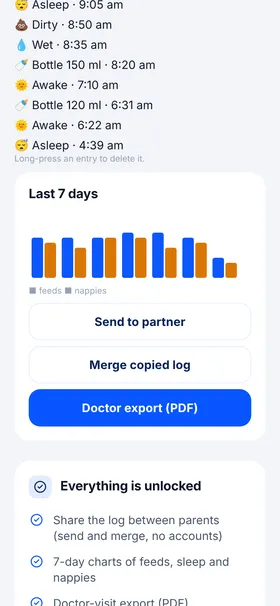 😴 Asleep · 9:05 am
💩 Dirty · 8:50 am
💧 Wet · 8:35 am
🍼 Bottle 150 ml · 8:20 am
🌞 Awake · 7:10 am
🍼 Bottle 120 ml · 6:31 am
🌞 Awake · 6:22 am
😴 Asleep · 4:39 am
Long-press an entry to delete it.
Last 7 days
■ feeds ■ nappies
Send to partner
Merge copied log
Doctor export (PDF)
Everything is unlocked
Share the log between parents
(send and merge, no accounts)
7-day charts of feeds, sleep and
nappies
Doctor-visit export (PDF)